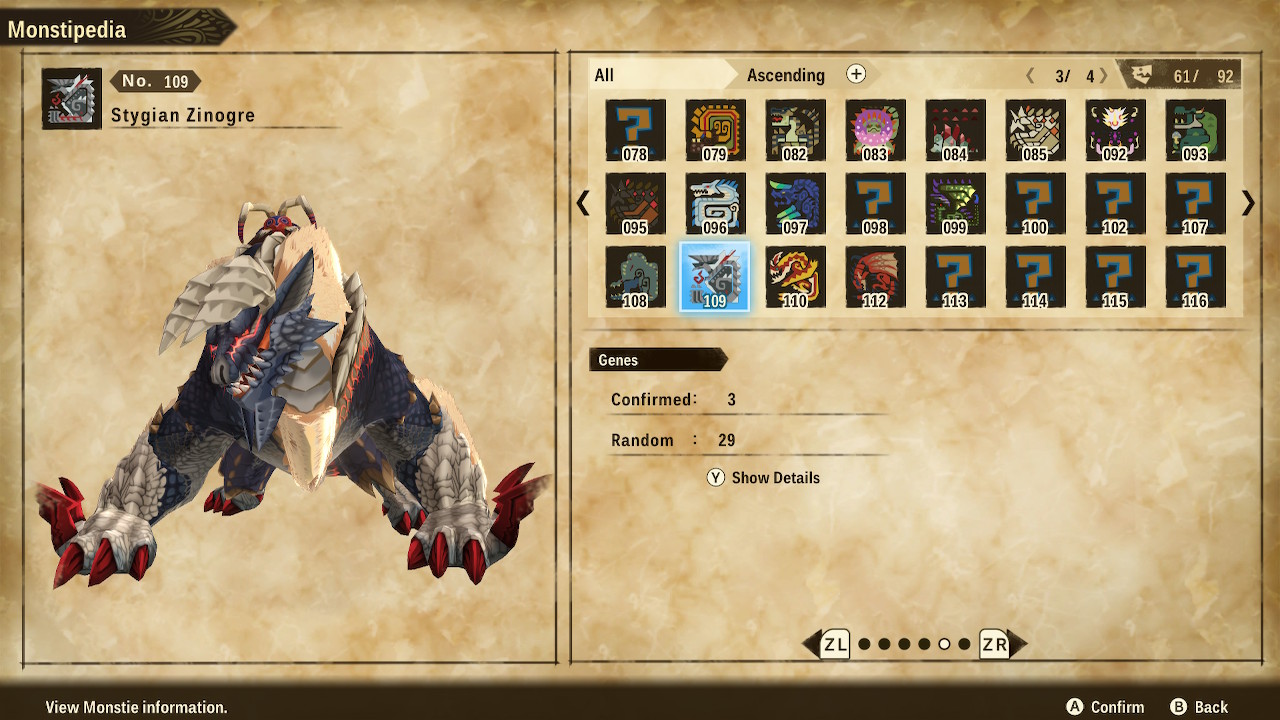 Monstipedia
No. 109
Stygian Zinogre
All
Ascending
+
3/ 4
61/ 92
078 079 082 083 084 085 092 093
095 096 097 098 099 100 102 107
108 109 110 112 113 114 115 116
Genes
Confirmed: 3
Random : 29
Y Show Details
ZL ZR
View Monstie information.
A Confirm B Back